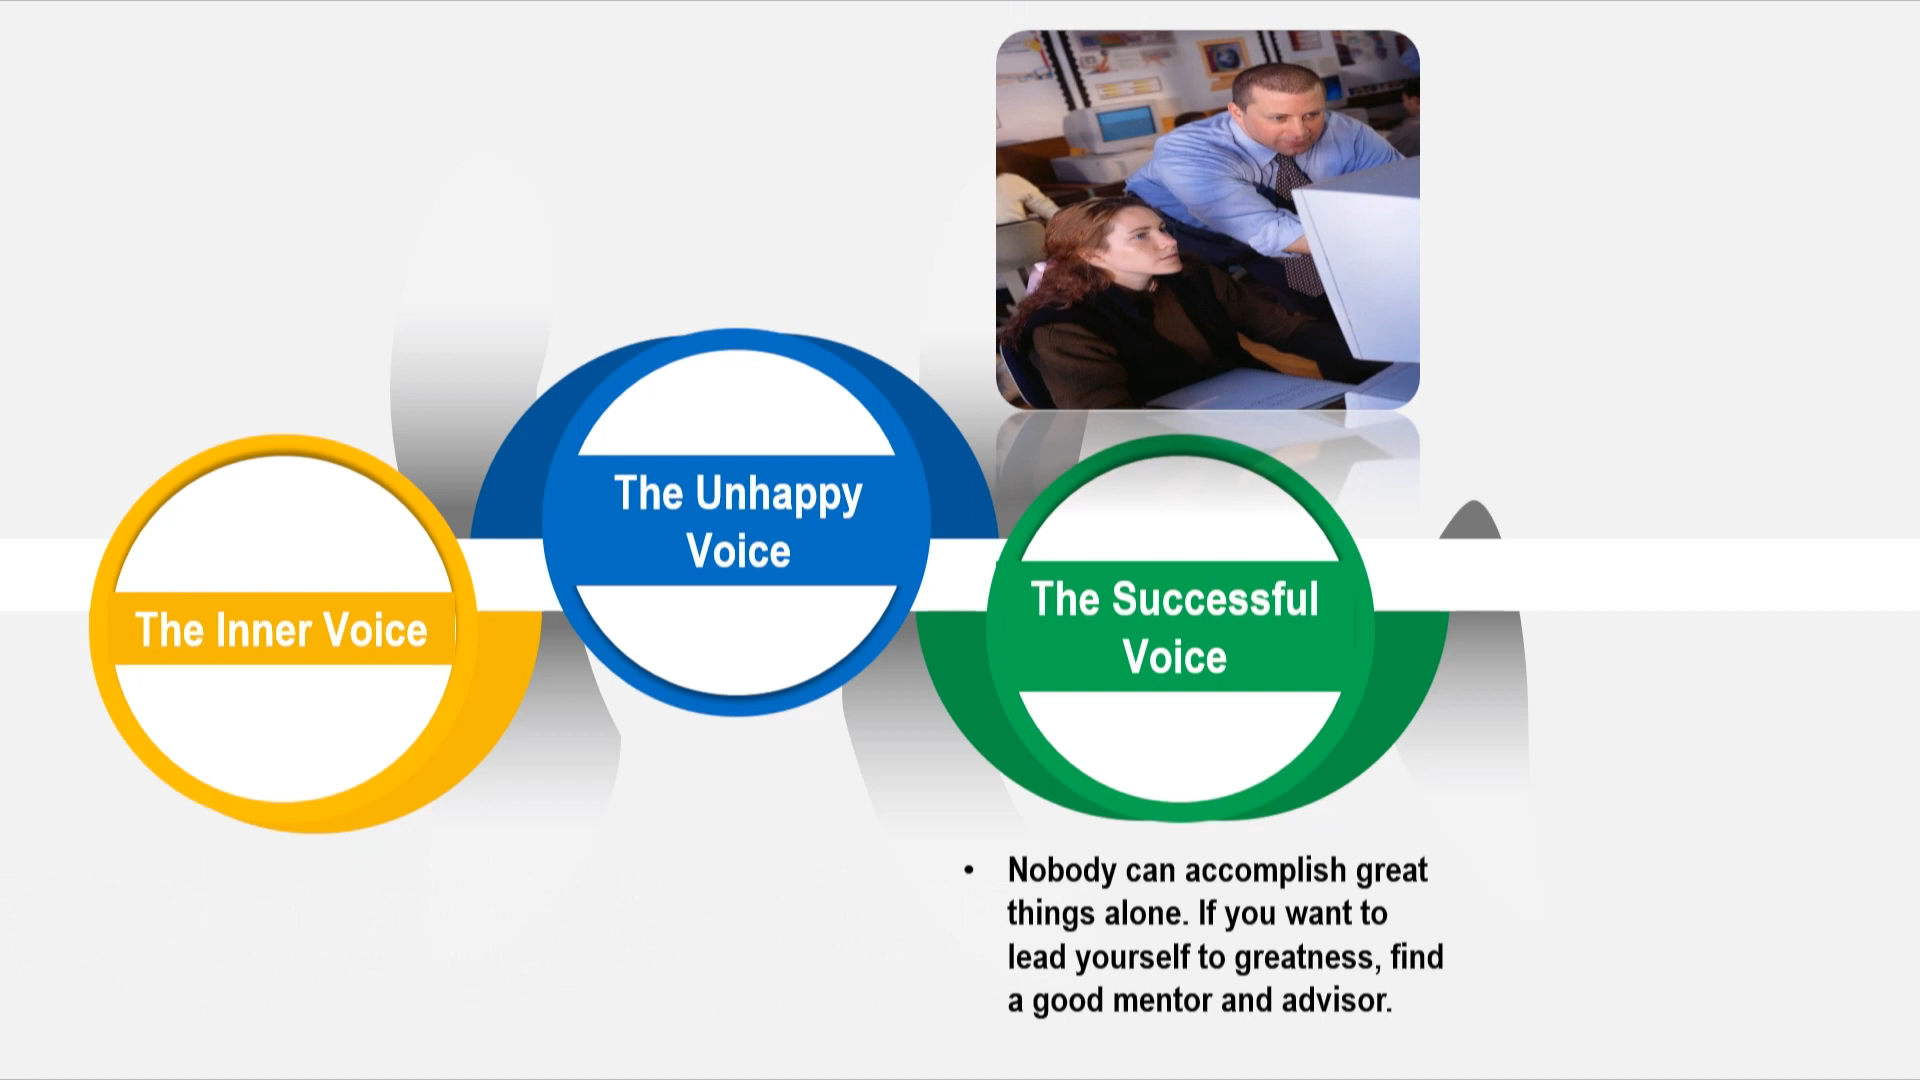 The Inner Voice
The Unhappy
Voice
The Successful
Voice
• Nobody can accomplish great
things alone. If you want to
lead yourself to greatness, find
a good mentor and advisor.